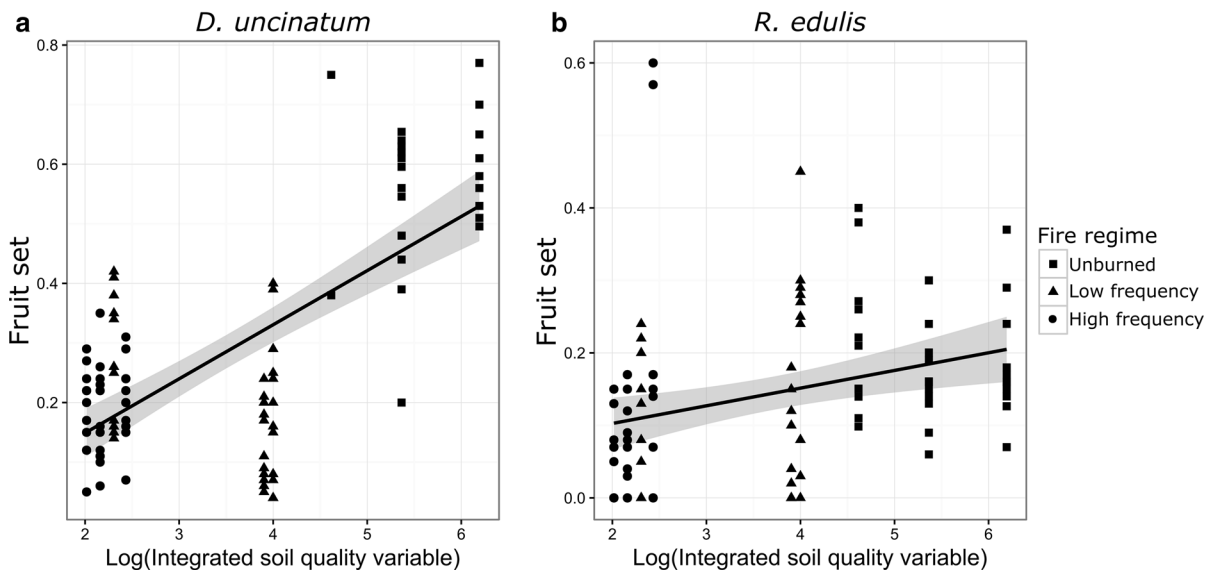 a
D. uncinatum
0.8
0.6
0.4
0.2
Fruit set
2
3
4
5
6
Log(Integrated soil quality variable)
b
R. edulis
0.6
0.4
0.2
0.0
Fruit set
2
3
4
5
6
Log(Integrated soil quality variable)
Fire regime
Unburned
Low frequency
High frequency